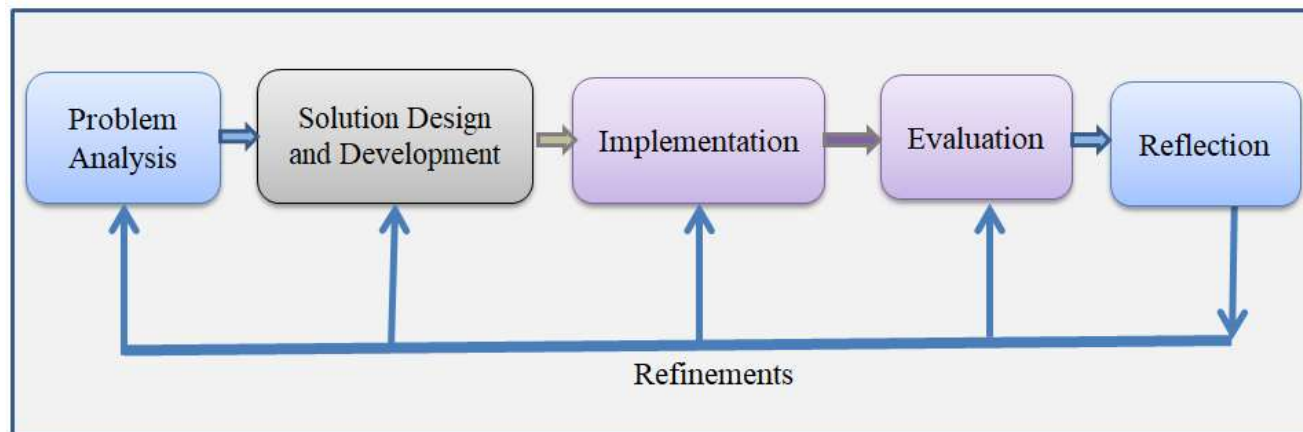 Problem
Analysis
Solution Design
and Development
Implementation
Evaluation
Reflection
Refinements